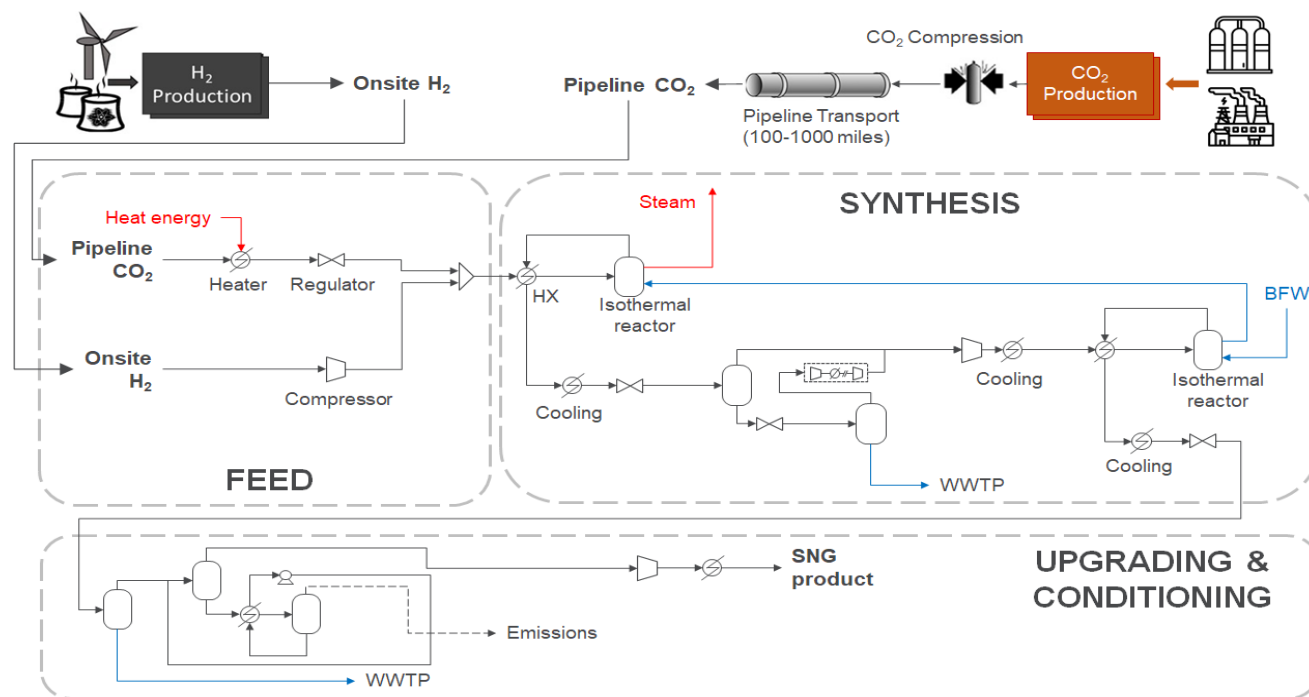 H₂
Production
Onsite H₂
Pipeline CO₂
CO₂ Compression
Pipeline Transport
(100-1000 miles)
CO₂
Production
Heat energy
Pipeline
CO₂
Heater
Regulator
Onsite
H₂
Compressor
FEED
Steam
SYNTHESIS
HX
Isothermal
reactor
BFW
Cooling
Cooling
Isothermal
reactor
Cooling
WWTP
SNG
product
UPGRADING &
CONDITIONING
Emissions
WWTP